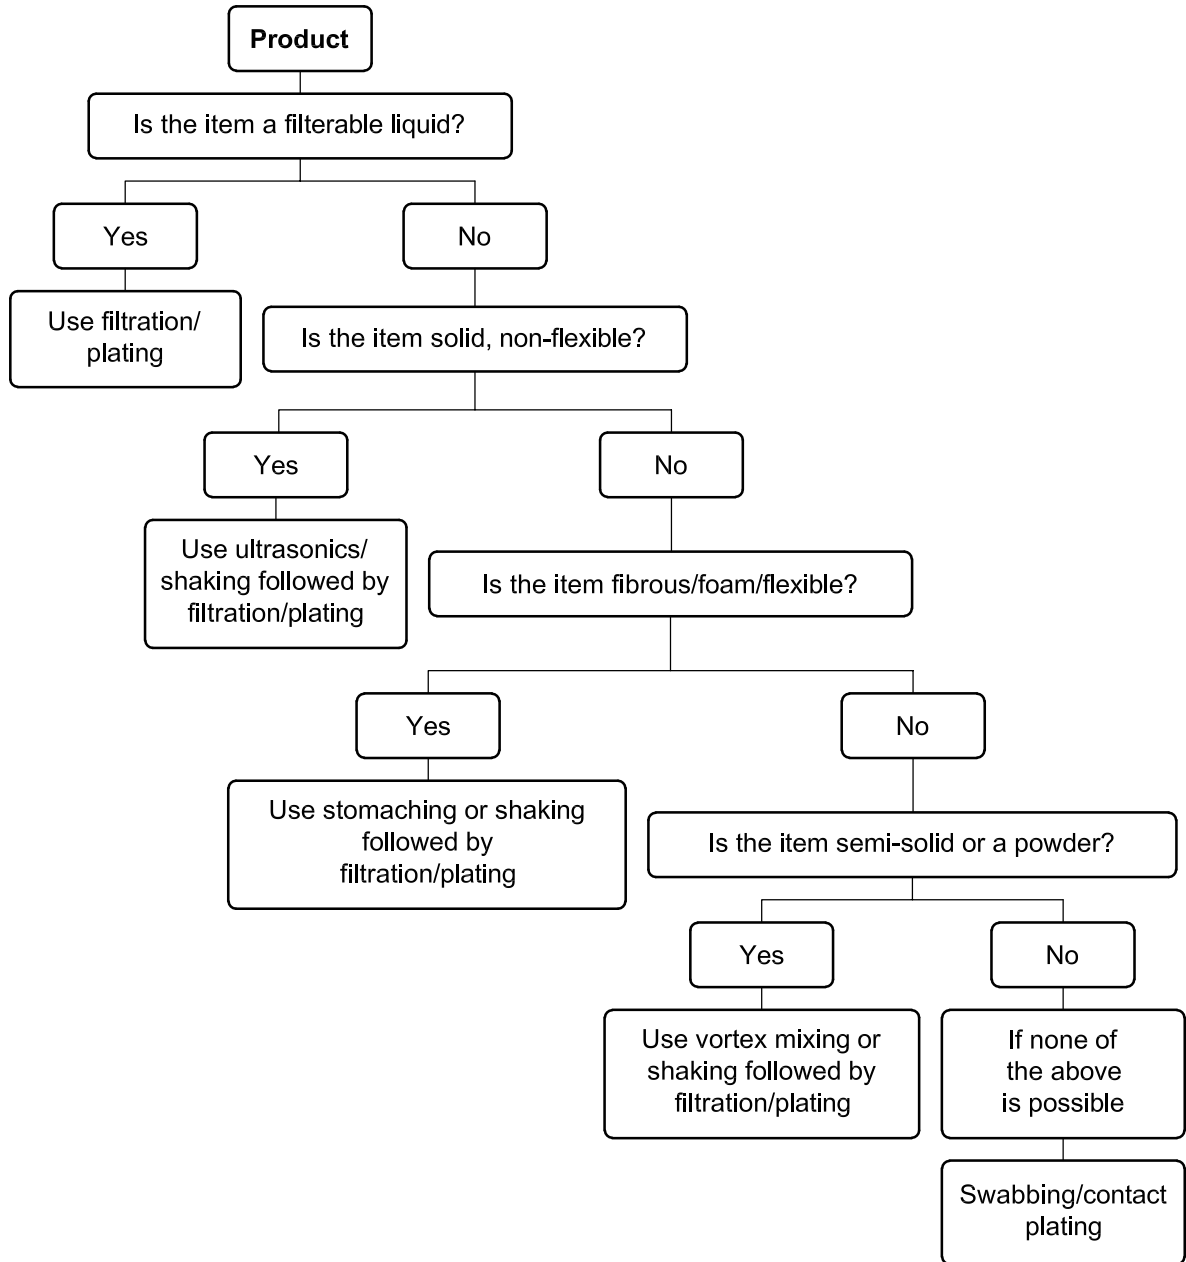 Product
Is the item a filterable liquid?
Yes
No
Use filtration/
plating
Is the item solid, non-flexible?
Yes
No
Use ultrasonics/
shaking followed by
filtration/plating
Is the item fibrous/foam/flexible?
Yes
No
Use stomaching or shaking
followed by
filtration/plating
Is the item semi-solid or a powder?
Yes
No
Use vortex mixing or
shaking followed by
filtration/plating
If none of
the above
is possible
Swabbing/contact
plating